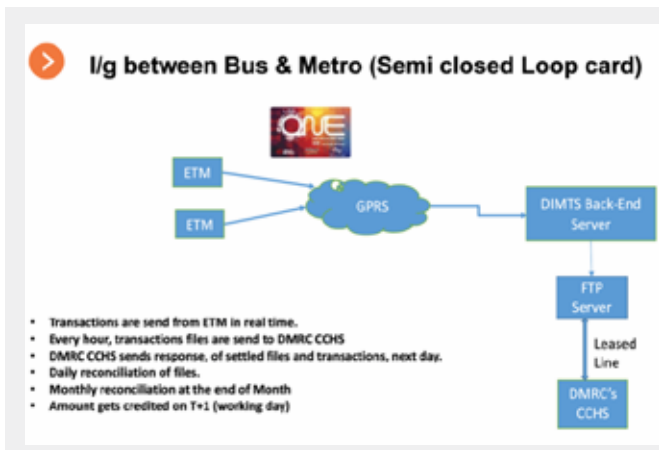 I/g between Bus & Metro (Semi closed Loop card)
ONE
ETM
ETM
GPRS
DIMTS Back-End
Server
FTP
Server
Leased
Line
DMRC's
CCHS
• Transactions are send from ETM in real time.
• Every hour, transactions files are send to DMRC CCHS
• DMRC CCHS sends response, of settled files and transactions, next day.
• Daily reconciliation of files.
• Monthly reconciliation at the end of Month
• Amount gets credited on T+1 (working day)